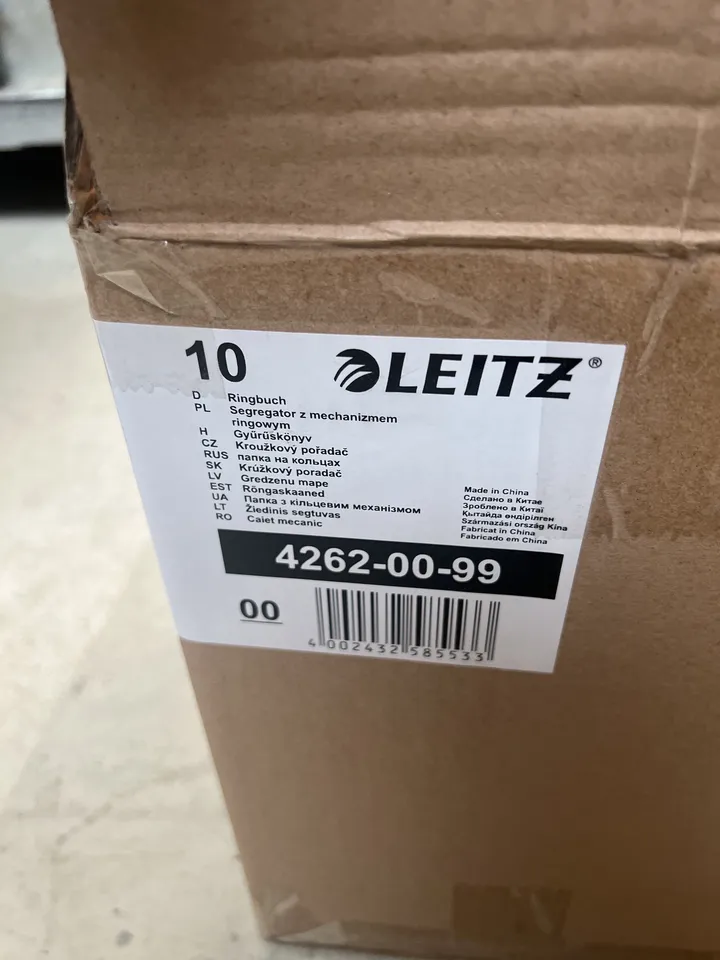 10
LEITZ®
D Ringbuch
PL Segregator z mechanizmem
ringowym
H Gyűrűskönyv
CZ Kroužkový pořadač
RUS папка на кольцах
SK Krúžkový poradač
LV Gredzenu mape
EST Rõngaskaaned
UA Папка з кільцевим механізмом
LT Žiedinis segtuvas
RO Caiet mecanic
Made in China
Сделано в Китае
Зроблено в Китаї
Қытайда өндірілген
Származási ország Kína
Fabricat în China
Fabricado em China
4262-00-99
00
4 002432 585533